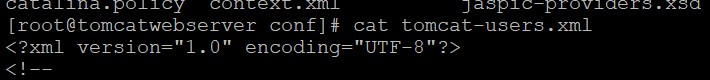 catalina.policy  context.xml          jaspic-providers.xsd
[root@tomcatwebserver conf]# cat tomcat-users.xml
<?xml version="1.0" encoding="UTF-8"?>
<!--